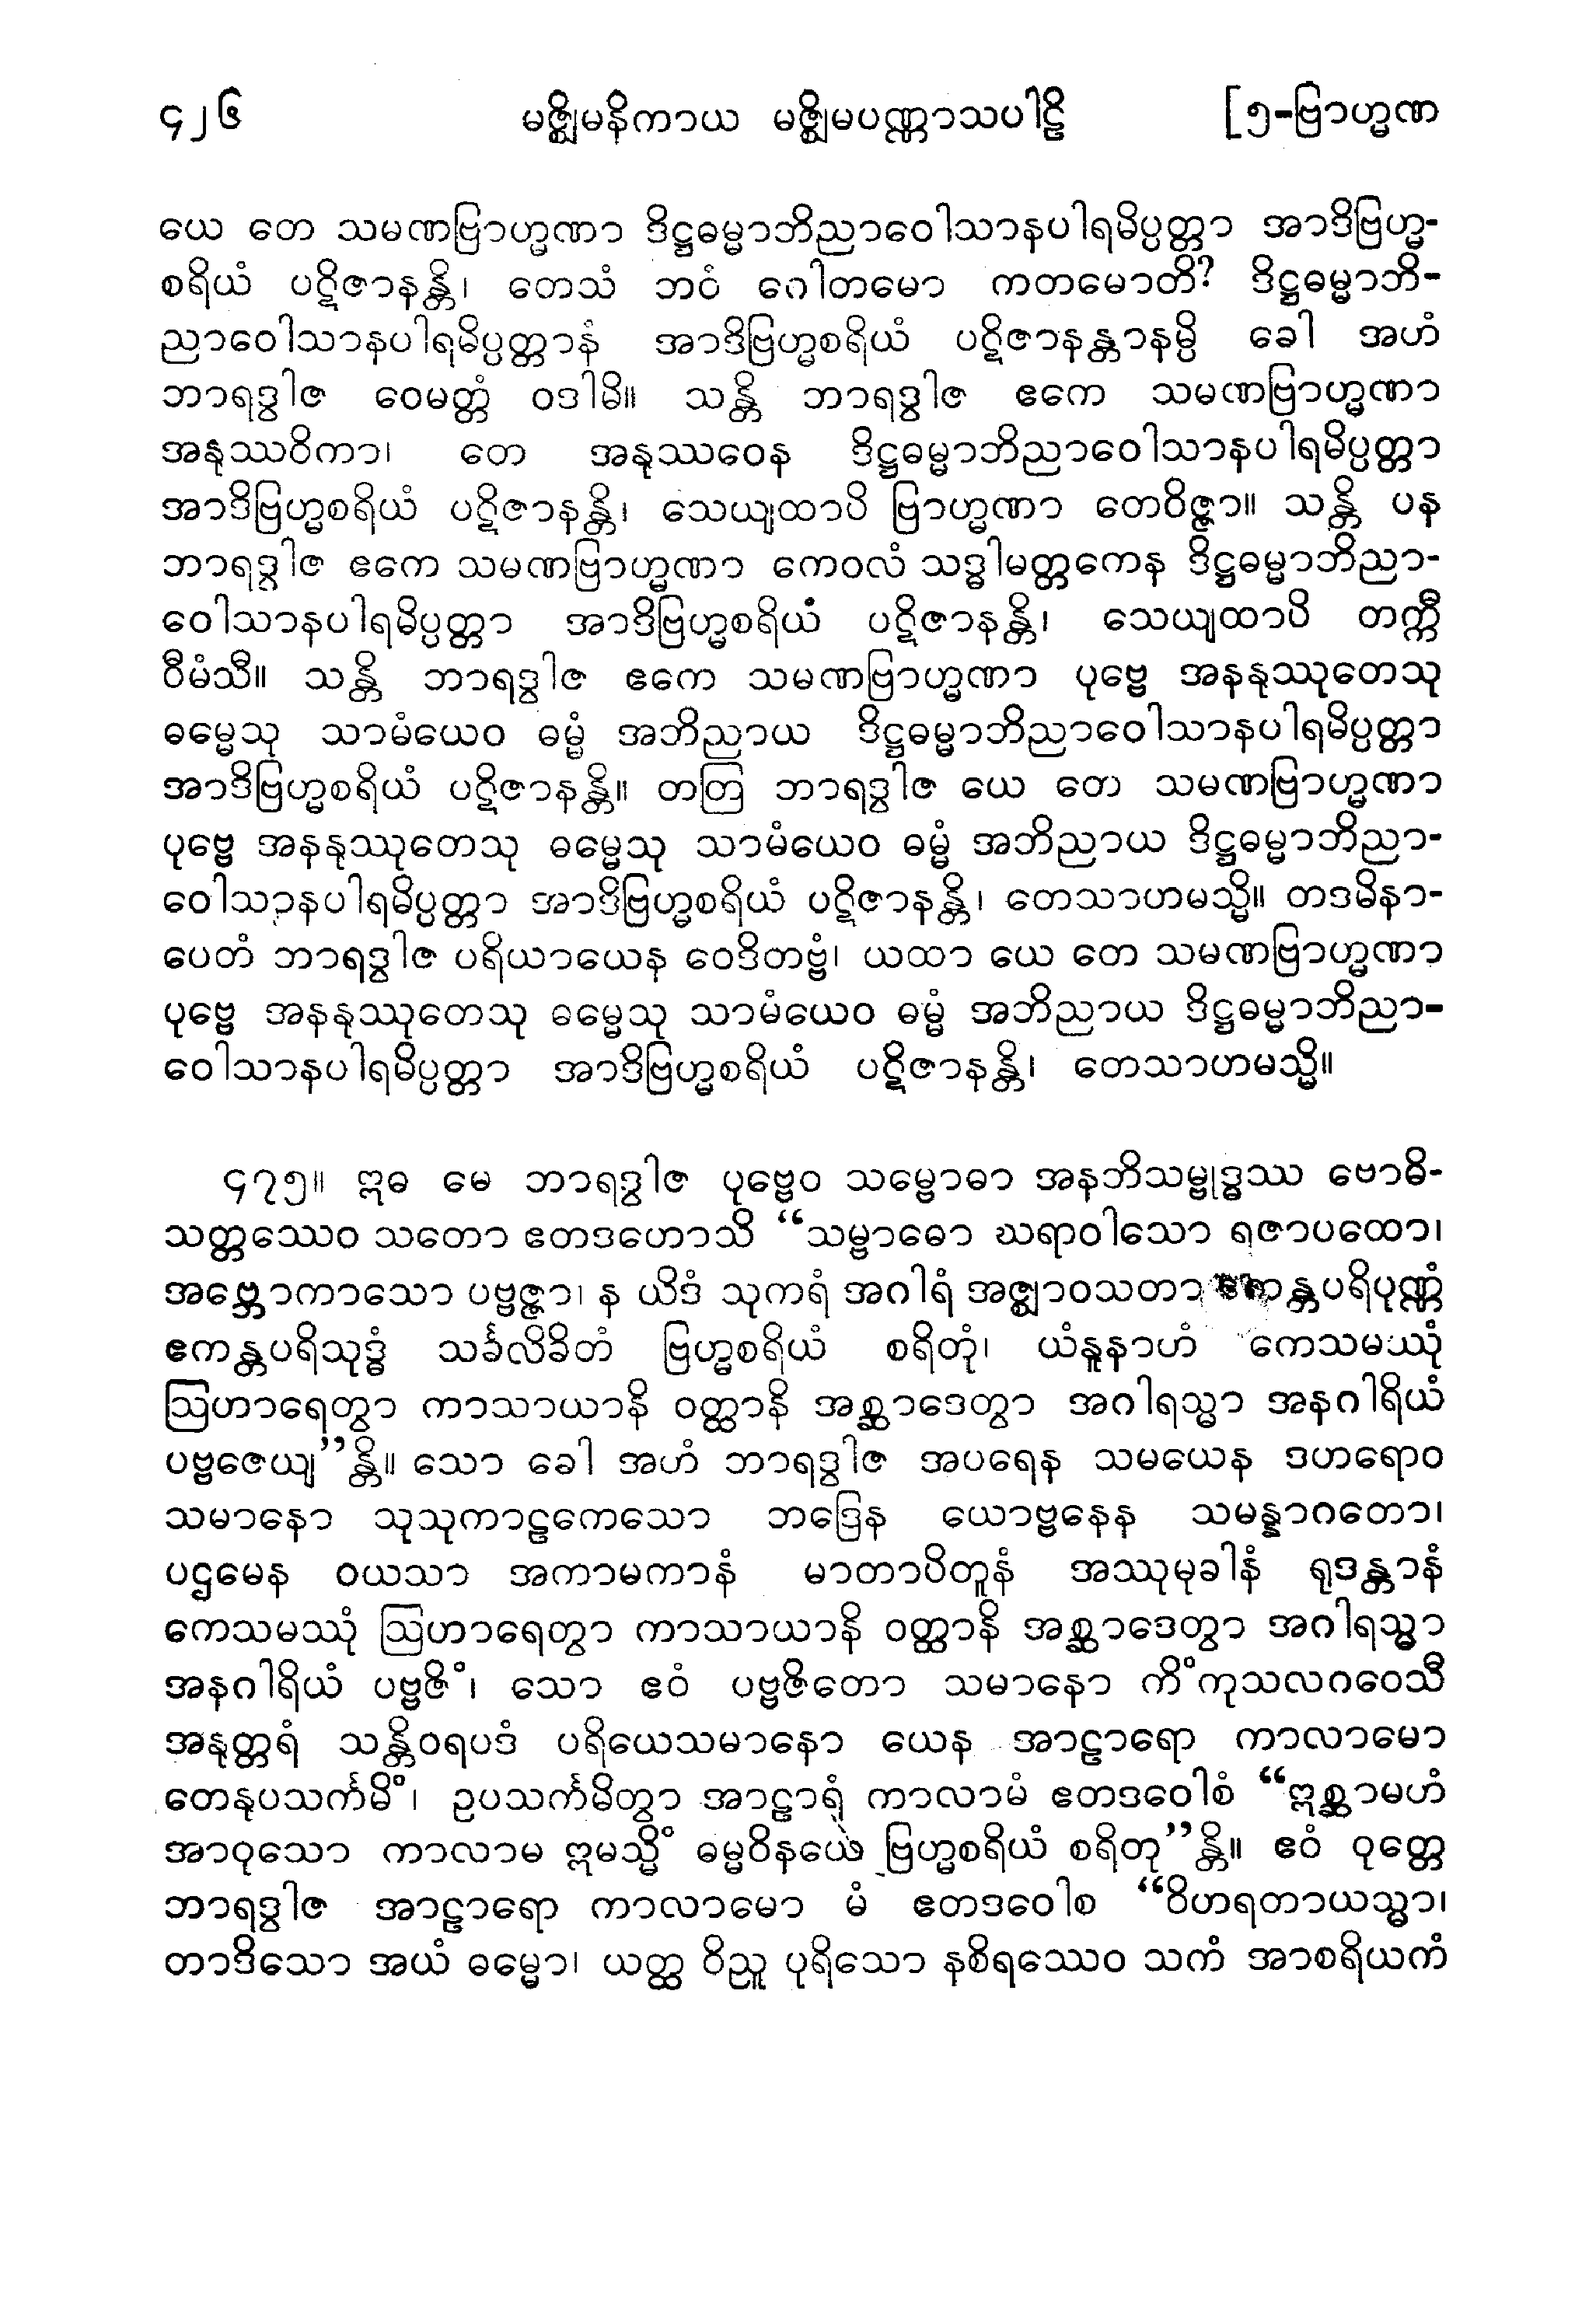 ၄၂၆ မဇ္ဈိမနိကာယ မဇ္ဈိမပဏ္ဏာသပါဠိ [၅-ဗြာဟ္မဏ
ယေ တေ သမဏဗြာဟ္မဏာ ဒိဋ္ဌဓမ္မာဘိညာဝေါသာနပါရမိပ္ပတ္တာ အာဒိဗြဟ္မ-
စရိယံ ပဋိဇာနန္တိ၊ တေသံ ဘဝံ ဂေါတမော ကတမောတိ? ဒိဋ္ဌဓမ္မာဘိ-
ညာဝေါသာနပါရမိပ္ပတ္တာနံ အာဒိဗြဟ္မစရိယံ ပဋိဇာနန္တာနမ္ပိ ခေါ အဟံ
ဘာရဒွါဇ ဝေမတ္တံ ဝဒါမိ။ သန္တိ ဘာရဒွါဇ ဧကေ သမဏဗြာဟ္မဏာ
အနုဿဝိကာ၊ တေ အနုဿဝေန ဒိဋ္ဌဓမ္မာဘိညာဝေါသာနပါရမိပ္ပတ္တာ
အာဒိဗြဟ္မစရိယံ ပဋိဇာနန္တိ၊ သေယျထာပိ ဗြာဟ္မဏာ တေဝိဇ္ဇာ။ သန္တိ ပန
ဘာရဒွါဇ ဧကေ သမဏဗြာဟ္မဏာ ကေဝလံ သဒ္ဓါမတ္တကေန ဒိဋ္ဌဓမ္မာဘိညာ-
ဝေါသာနပါရမိပ္ပတ္တာ အာဒိဗြဟ္မစရိယံ ပဋိဇာနန္တိ၊ သေယျထာပိ တက္ကီ
ဝီမံသီ။ သန္တိ ဘာရဒွါဇ ဧကေ သမဏဗြာဟ္မဏာ ပုဗ္ဗေ အနနုဿုတေသု
ဓမ္မေသု သာမံယေဝ ဓမ္မံ အဘိညာယ ဒိဋ္ဌဓမ္မာဘိညာဝေါသာနပါရမိပ္ပတ္တာ
အာဒိဗြဟ္မစရိယံ ပဋိဇာနန္တိ။ တတြ ဘာရဒွါဇ ယေ တေ သမဏဗြာဟ္မဏာ
ပုဗ္ဗေ အနနုဿုတေသု ဓမ္မေသု သာမံယေဝ ဓမ္မံ အဘိညာယ ဒိဋ္ဌဓမ္မာဘိညာ-
ဝေါသာနပါရမိပ္ပတ္တာ အာဒိဗြဟ္မစရိယံ ပဋိဇာနန္တိ၊ တေသာဟမသ္မိ။ တဒမိနာ-
ပေတံ ဘာရဒွါဇ ပရိယာယေန ဝေဒိတဗ္ဗံ၊ ယထာ ယေ တေ သမဏဗြာဟ္မဏာ
ပုဗ္ဗေ အနနုဿုတေသု ဓမ္မေသု သာမံယေဝ ဓမ္မံ အဘိညာယ ဒိဋ္ဌဓမ္မာဘိညာ-
ဝေါသာနပါရမိပ္ပတ္တာ အာဒိဗြဟ္မစရိယံ ပဋိဇာနန္တိ၊ တေသာဟမသ္မိ။
၄၇၅။ ဣဓ မေ ဘာရဒွါဇ ပုဗ္ဗေဝ သမ္ဗောဓာ အနဘိသမ္ဗုဒ္ဓဿ ဗောဓိ-
သတ္တဿေဝ သတော ဧတဒဟောသိ “သမ္ဗာဓော ဃရာဝါသော ရဇာပထော၊
အဗ္ဘောကာသော ပဗ္ဗဇ္ဇာ၊ န ယိဒံ သုကရံ အဂါရံ အဇ္ဈာဝသတာ ဧကန္တပရိပုဏ္ဏံ
ဧကန္တပရိသုဒ္ဓံ သင်္ခလိခိတံ ဗြဟ္မစရိယံ စရိတုံ၊ ယံနူနာဟံ ကေသမဿုံ
ဩဟာရေတွာ ကာသာယာနိ ဝတ္ထာနိ အစ္ဆာဒေတွာ အဂါရသ္မာ အနဂါရိယံ
ပဗ္ဗဇေယျ”န္တိ။ သော ခေါ အဟံ ဘာရဒွါဇ အပရေန သမယေန ဒဟရောဝ
သမာနော သုသုကာဠကေသော ဘဒြေန ယောဗ္ဗနေန သမန္နာဂတော၊
ပဌမေန ဝယသာ အကာမကာနံ မာတာပိတူနံ အဿုမုခါနံ ရုဒန္တာနံ
ကေသမဿုံ ဩဟာရေတွာ ကာသာယာနိ ဝတ္ထာနိ အစ္ဆာဒေတွာ အဂါရသ္မာ
အနဂါရိယံ ပဗ္ဗဇိံ၊ သော ဧဝံ ပဗ္ဗဇိတော သမာနော ကိံကုသလဂဝေသီ
အနုတ္တရံ သန္တိဝရပဒံ ပရိယေသမာနော ယေန အာဠာရော ကာလာမော
တေနုပသင်္ကမိံ၊ ဥပသင်္ကမိတွာ အာဠာရံု ကာလာမံ ဧတဒဝေါစံ “ဣစ္ဆာမဟံ
အာဝုသော ကာလာမ ဣမသ္မိံ ဓမ္မဝိနယေ ဗြဟ္မစရိယံ စရိတု”န္တိ။ ဧဝံ ဝုတ္တေ
ဘာရဒွါဇ အာဠာရော ကာလာမော မံ ဧတဒဝေါစ “ဝိဟရတာယသ္မာ၊
တာဒိသော အယံ ဓမ္မော၊ ယတ္ထ ဝိညူ ပုရိသော နစိရဿေဝ သကံ အာစရိယကံ